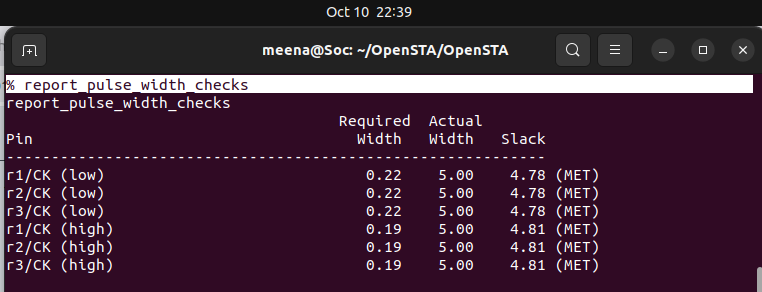 Oct 10 22:39
meena@Soc: ~/OpenSTA/OpenSTA
% report_pulse_width_checks
report_pulse_width_checks
Required Actual
Pin Width Width Slack
------------------------------------------------------------
r1/CK (low) 0.22 5.00 4.78 (MET)
r2/CK (low) 0.22 5.00 4.78 (MET)
r3/CK (low) 0.22 5.00 4.78 (MET)
r1/CK (high) 0.19 5.00 4.81 (MET)
r2/CK (high) 0.19 5.00 4.81 (MET)
r3/CK (high) 0.19 5.00 4.81 (MET)